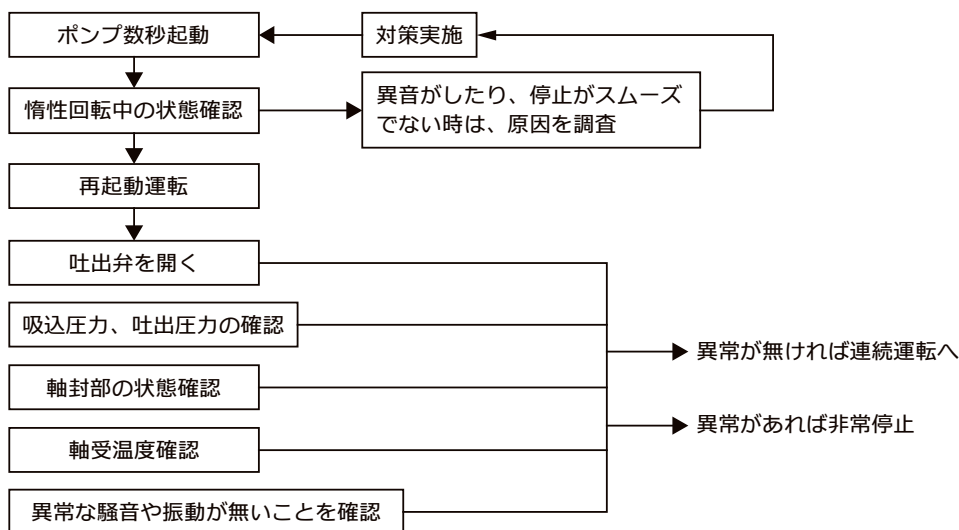 ポンプ数秒起動
対策実施
惰性回転中の状態確認
異音がしたり、停止がスムーズ
でない時は、原因を調査
再起動運転
吐出弁を開く
吸込圧力、吐出圧力の確認
異常が無ければ連続運転へ
軸封部の状態確認
異常があれば非常停止
軸受温度確認
異常な騒音や振動が無いことを確認